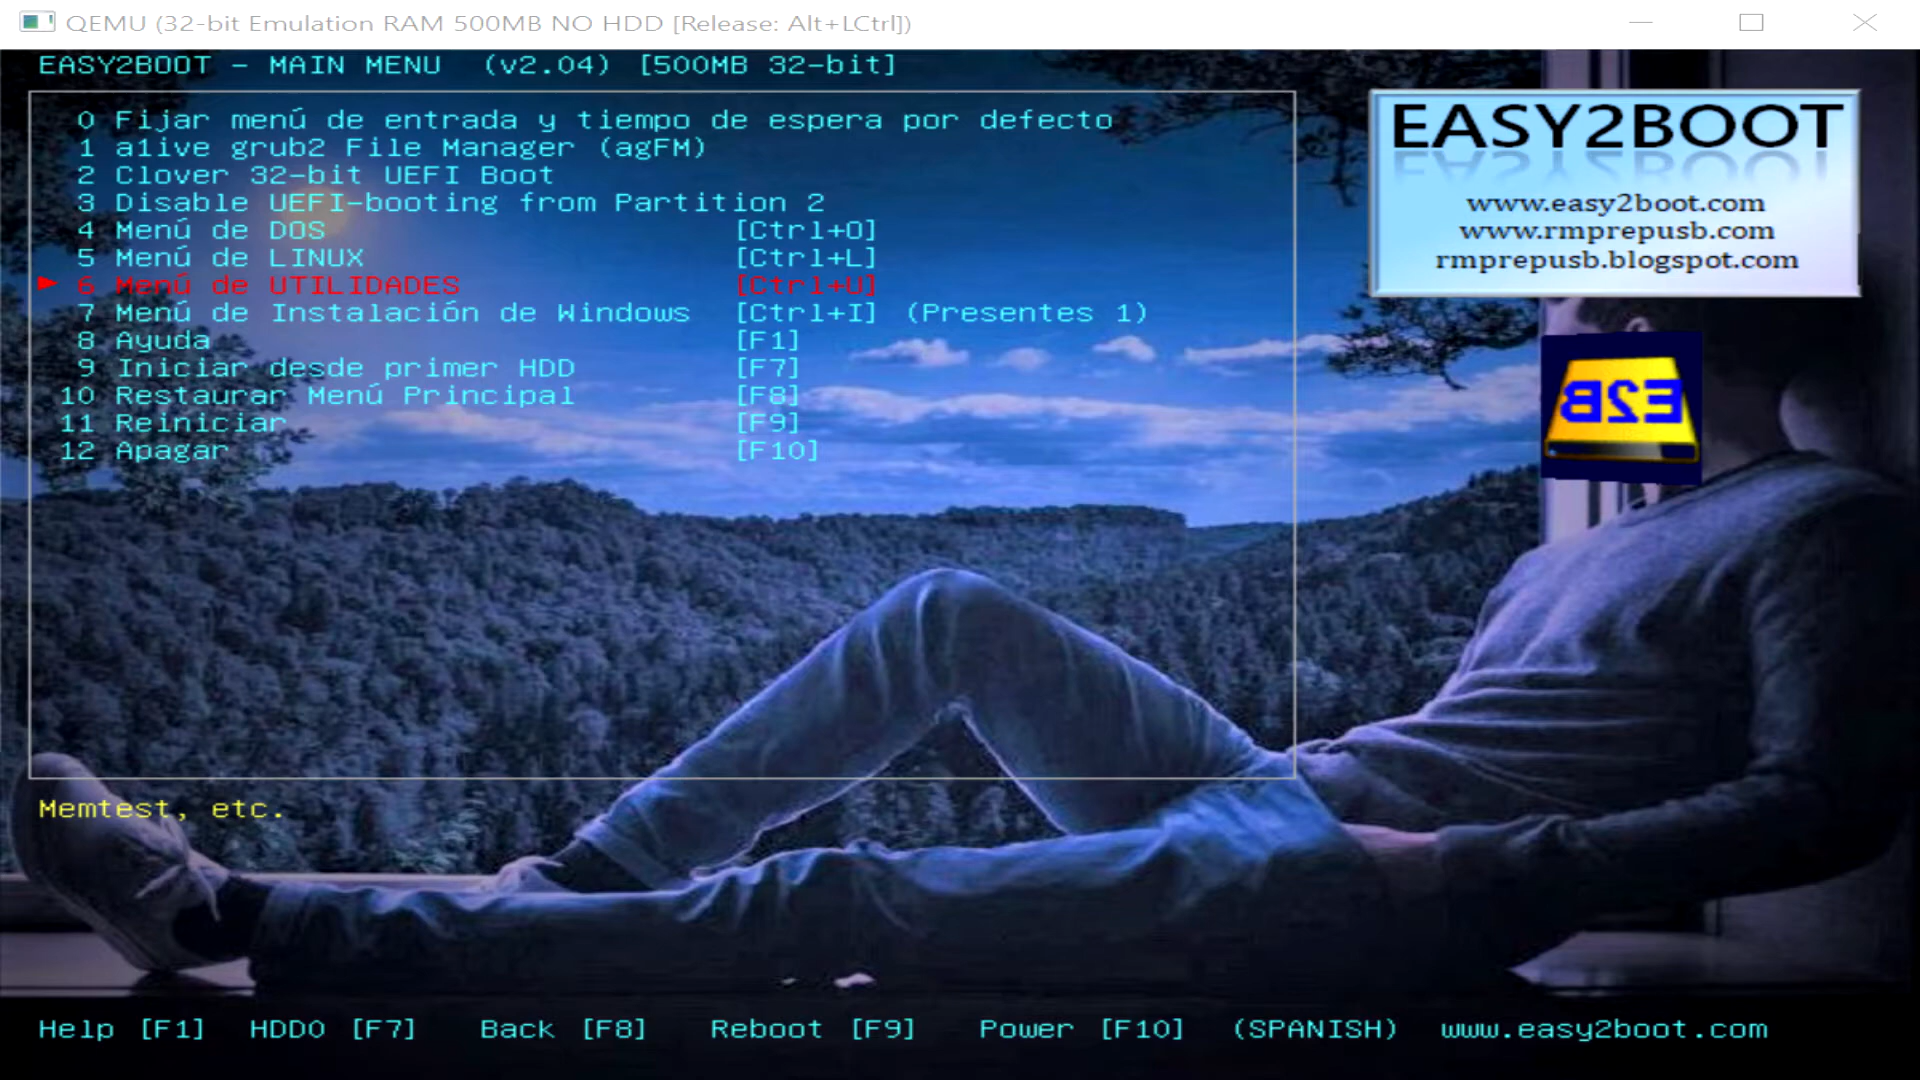 QEMU (32-bit Emulation RAM 500MB NO HDD [Release: Alt+LCtrl])
EASY2BOOT - MAIN MENU (v2.04) [500MB 32-bit]
0 Fijar menú de entrada y tiempo de espera por defecto
1 a1ive grub2 File Manager (agFM)
2 Clover 32-bit UEFI Boot
3 Disable UEFI-booting from Partition 2
4 Menú de DOS [Ctrl+O]
5 Menú de LINUX [Ctrl+L]
6 Menú de UTILIDADES [Ctrl+U]
7 Menú de Instalación de Windows [Ctrl+I] (Presentes 1)
8 Ayuda [F1]
9 Iniciar desde primer HDD [F7]
10 Restaurar Menú Principal [F8]
11 Reiniciar [F9]
12 Apagar [F10]
EASY2BOOT
www.easy2boot.com
www.rmprepusb.com
rmprepusb.blogspot.com
E2B
Memtest, etc.
Help [F1] HDD0 [F7] Back [F8] Reboot [F9] Power [F10] (SPANISH) www.easy2boot.com